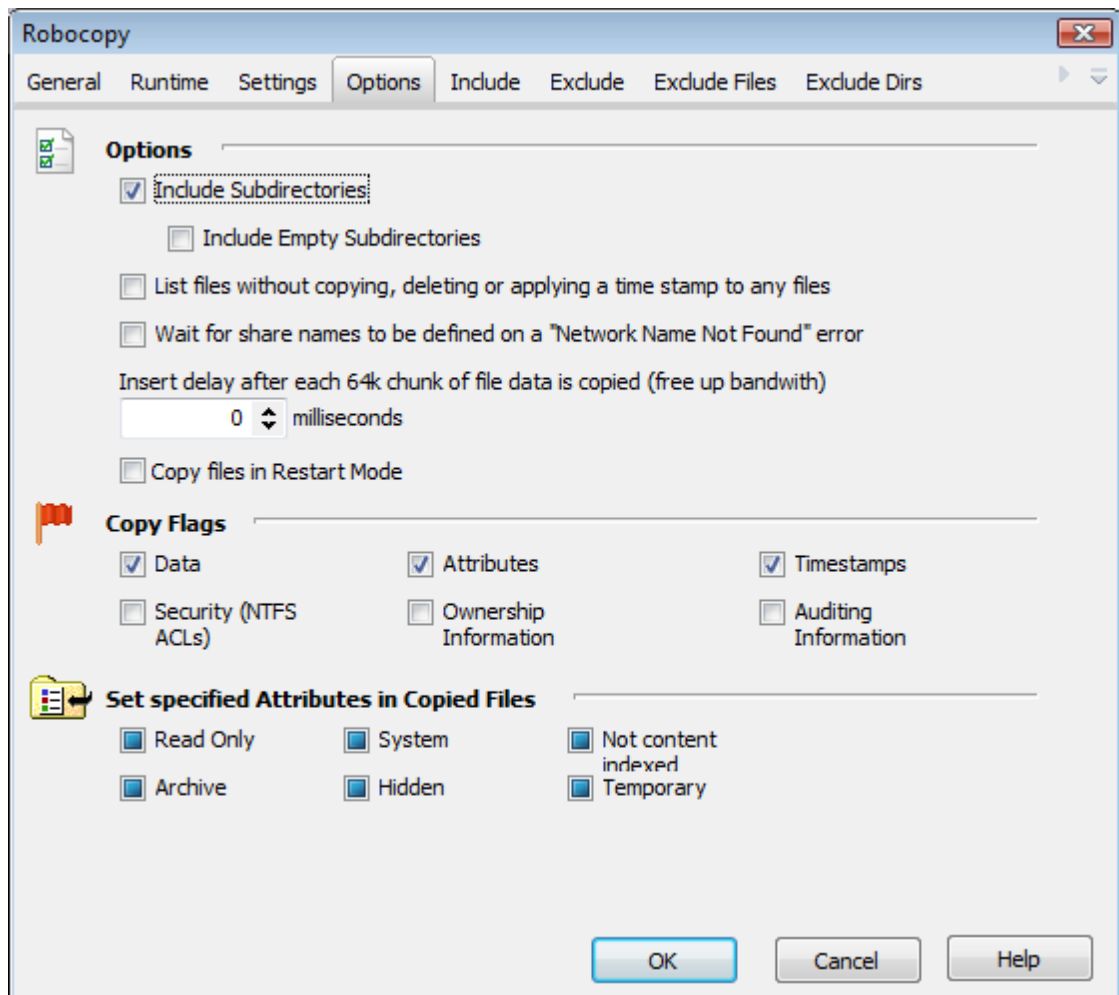 Robocopy
General Runtime Settings Options Include Exclude Exclude Files Exclude Dirs
Options
Include Subdirectories
Include Empty Subdirectories
List files without copying, deleting or applying a time stamp to any files
Wait for share names to be defined on a "Network Name Not Found" error
Insert delay after each 64k chunk of file data is copied (free up bandwith)
0 milliseconds
Copy files in Restart Mode
Copy Flags
Data Attributes Timestamps
Security (NTFS ACLs) Ownership Information Auditing Information
Set specified Attributes in Copied Files
Read Only System Not content indexed
Archive Hidden Temporary
OK Cancel Help